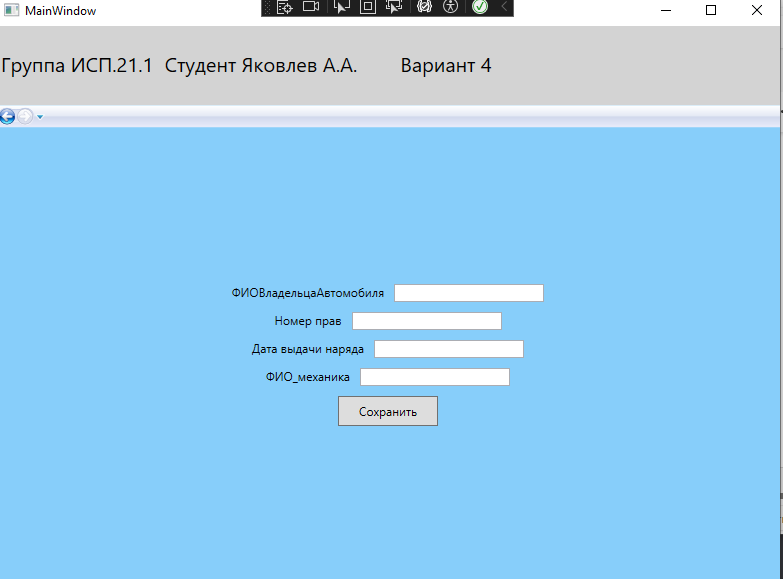 MainWindow
Группа ИСП.21.1 Студент Яковлев А.А. Вариант 4
ФИОВладельцаАвтомобиля
Номер прав
Дата выдачи наряда
ФИО_механика
Сохранить